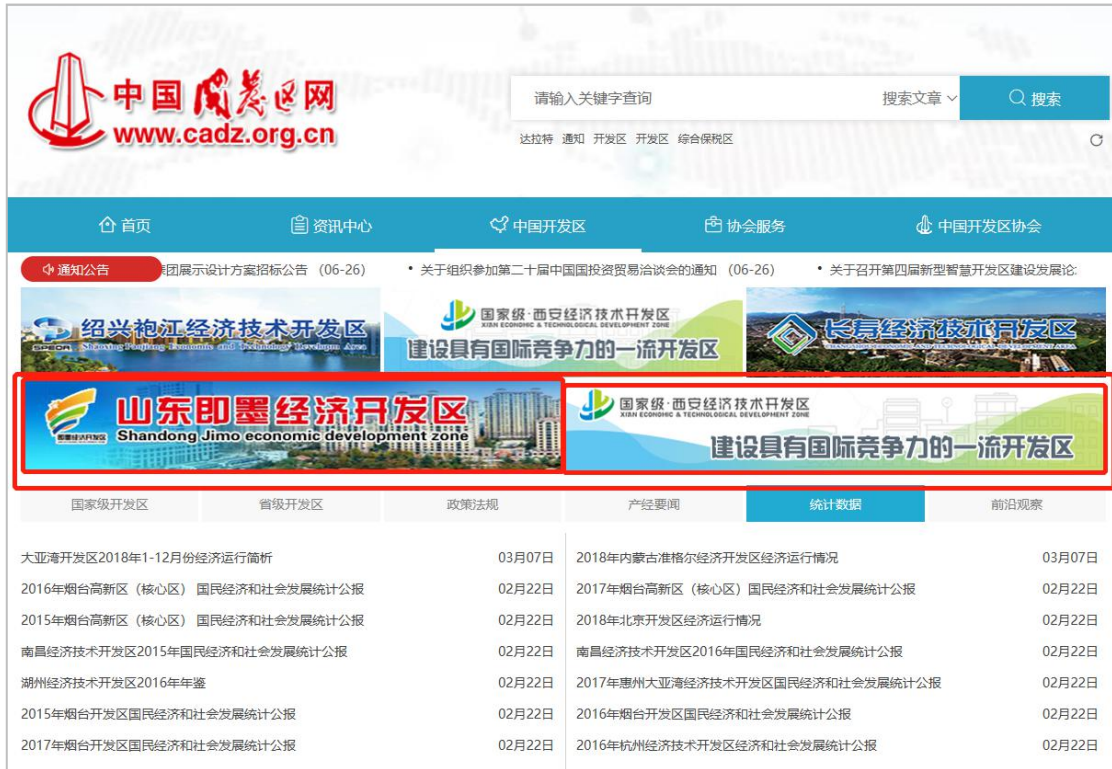 中国开发区网
www.cadz.org.cn
请输入关键字查询
搜索文章
搜索
达拉特 通知 开发区 开发区 综合保税区
首页 资讯中心 中国开发区 协会服务 中国开发区协会
通知公告
团展示设计方案招标公告 (06-26)
• 关于组织参加第二十届中国国投资贸易洽谈会的通知 (06-26)
• 关于召开第四届新型智慧开发区建设发展论
SPEDA
绍兴袍江经济技术开发区
Shaoxing Paojiang Economic and Technology Develop Area
国家级·西安经济技术开发区
XIAN ECONOMIC & TECHNOLOGICAL DEVELOPMENT ZONE
建设具有国际竞争力的一流开发区
长寿经济技术开发区
CHANGSHOU ECONOMIC AND TECHNOLOGICAL DEVELOPMENT AREA
山东即墨经济开发区
Shandong Jimo economic development zone
国家级·西安经济技术开发区
XIAN ECONOMIC & TECHNOLOGICAL DEVELOPMENT ZONE
建设具有国际竞争力的一流开发区
国家级开发区 省级开发区 政策法规 产经要闻 统计数据 前沿观察
大亚湾开发区2018年1-12月份经济运行简析 03月07日
2016年烟台高新区（核心区） 国民经济和社会发展统计公报 02月22日
2015年烟台高新区（核心区） 国民经济和社会发展统计公报 02月22日
南昌经济技术开发区2015年国民经济和社会发展统计公报 02月22日
湖州经济技术开发区2016年年鉴 02月22日
2015年烟台开发区国民经济和社会发展统计公报 02月22日
2017年烟台开发区国民经济和社会发展统计公报 02月22日
2018年内蒙古准格尔经济开发区经济运行情况 03月07日
2017年烟台高新区（核心区）国民经济和社会发展统计公报 02月22日
2018年北京开发区经济运行情况 02月22日
南昌经济技术开发区2016年国民经济和社会发展统计公报 02月22日
2017年惠州大亚湾经济技术开发区国民经济和社会发展统计公报 02月22日
2016年烟台开发区国民经济和社会发展统计公报 02月22日
2016年杭州经济技术开发区经济和社会发展统计公报 02月22日